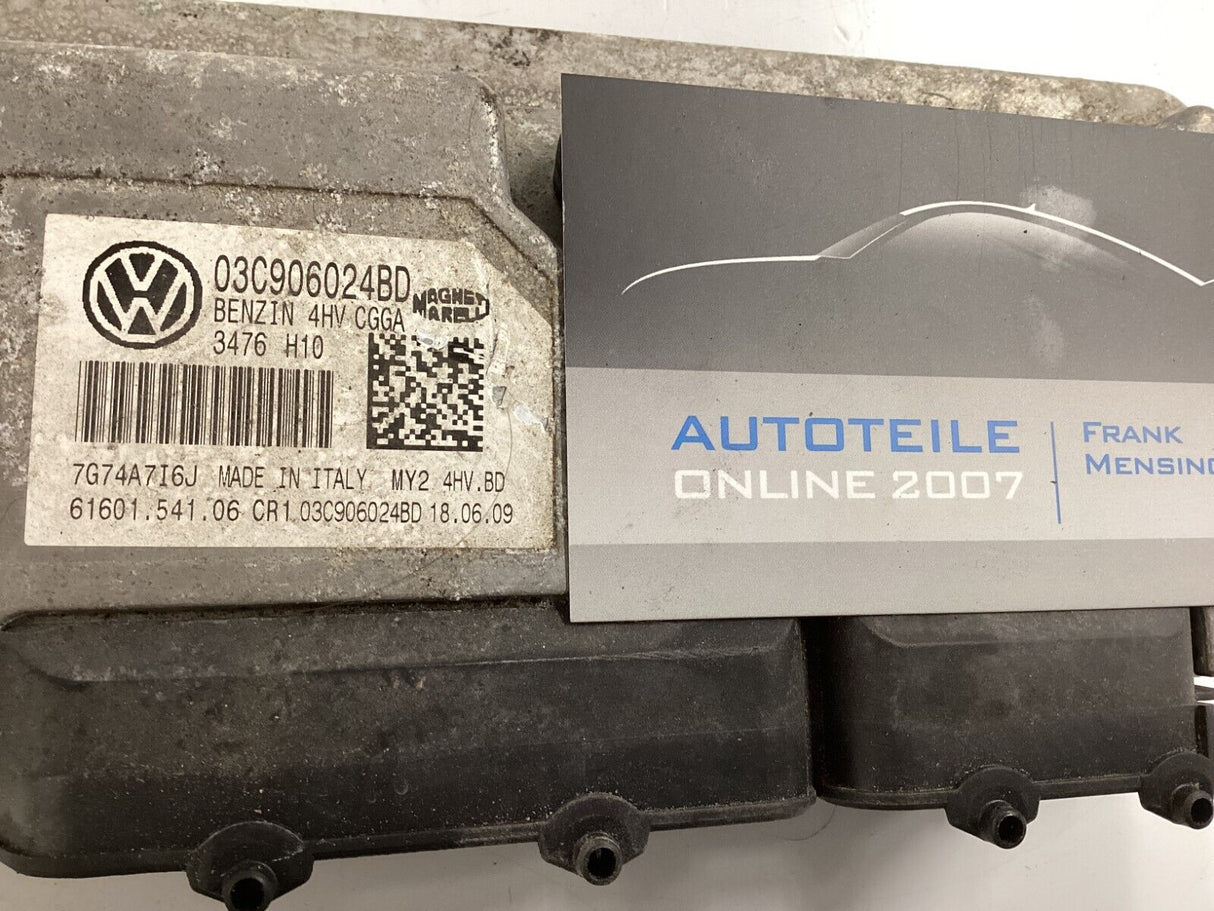 03C906024BD
BENZIN 4HV CGGA
3476 H10
MAGNETI
MARELLI
7G74A7I6J MADE IN ITALY MY2 4HV.BD
61601.541.06 CR1 03C906024BD 18.06.09
AUTOTEILE
ONLINE 2007
FRANK
MENSING